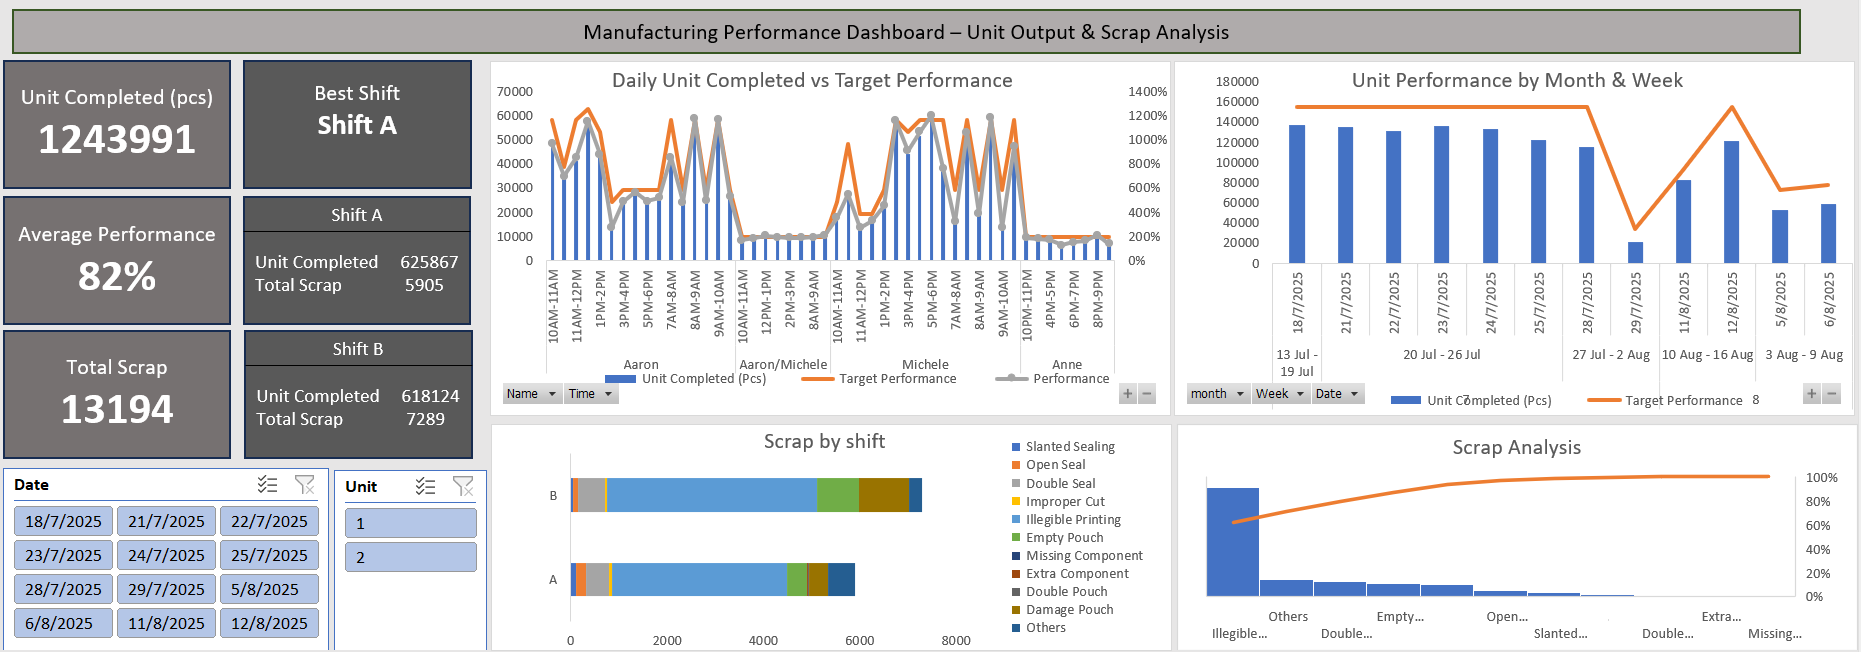 Manufacturing Performance Dashboard – Unit Output & Scrap Analysis
Unit Completed (pcs)
1243991
Best Shift
Shift A
Average Performance
82%
Shift A
Unit Completed 625867
Total Scrap 5905
Total Scrap
13194
Shift B
Unit Completed 618124
Total Scrap 7289
Date
18/7/2025 21/7/2025 22/7/2025
23/7/2025 24/7/2025 25/7/2025
28/7/2025 29/7/2025 5/8/2025
6/8/2025 11/8/2025 12/8/2025
Unit
1
2
Daily Unit Completed vs Target Performance
70000
60000
50000
40000
30000
20000
10000
0
1400%
1200%
1000%
800%
600%
400%
200%
0%
10AM-11AM
11AM-12PM
1PM-2PM
3PM-4PM
5PM-6PM
7AM-8AM
8AM-9AM
9AM-10AM
10AM-11AM
12PM-1PM
2PM-3PM
8AM-9AM
10AM-11AM
11AM-12PM
1PM-2PM
3PM-4PM
5PM-6PM
7AM-8AM
8AM-9AM
9AM-10AM
10PM-11PM
4PM-5PM
6PM-7PM
8PM-9PM
Aaron Aaron/Michele Michele Anne
Unit Completed (Pcs) Target Performance Performance
Name Time + −
Unit Performance by Month & Week
180000
160000
140000
120000
100000
80000
60000
40000
20000
0
18/7/2025
21/7/2025
22/7/2025
23/7/2025
24/7/2025
25/7/2025
28/7/2025
29/7/2025
11/8/2025
12/8/2025
5/8/2025
6/8/2025
13 Jul -
19 Jul
20 Jul - 26 Jul
27 Jul - 2 Aug
10 Aug - 16 Aug
3 Aug - 9 Aug
7 8
month Week Date
Unit Completed (Pcs) Target Performance
+ −
Scrap by shift
B
A
0 2000 4000 6000 8000
Slanted Sealing
Open Seal
Double Seal
Improper Cut
Illegible Printing
Empty Pouch
Missing Component
Extra Component
Double Pouch
Damage Pouch
Others
Scrap Analysis
100%
80%
60%
40%
20%
0%
Others Empty... Open... Extra...
Illegible... Double... Slanted... Double... Missing...